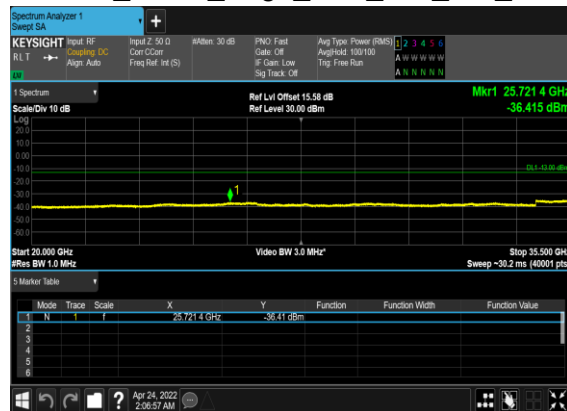 Spectrum Analyzer 1
Swept SA
+
KEYSIGHT
RLT
LW
Input: RF
Coupling: DC
Align: Auto
Input Z: 50 Ω
Corr CCorr
Freq Ref: Int (S)
#Atten: 30 dB
PNO: Fast
Gate: Off
IF Gain: Low
Sig Track: Off
Avg Type: Power (RMS)
Avg|Hold: 100/100
Trig: Free Run
1 2 3 4 5 6
A W W W W W
A N N N N N
1 Spectrum
Scale/Div 10 dB
Ref Lvl Offset 15.58 dB
Ref Level 30.00 dBm
Mkr1 25.721 4 GHz
-36.415 dBm
Log
20.0
10.0
0.00
-10.0
-20.0
-30.0
-40.0
-50.0
-60.0
DL1 -13.00 dBm
1
Start 20.000 GHz
#Res BW 1.0 MHz
Video BW 3.0 MHz*
Stop 35.500 GHz
Sweep ~30.2 ms (40001 pts)
5 Marker Table
Mode Trace Scale X Y Function Function Width Function Value
1 N 1 f 25.721 4 GHz -36.41 dBm
2
3
4
5
6
?
Apr 24, 2022
2:06:57 AM